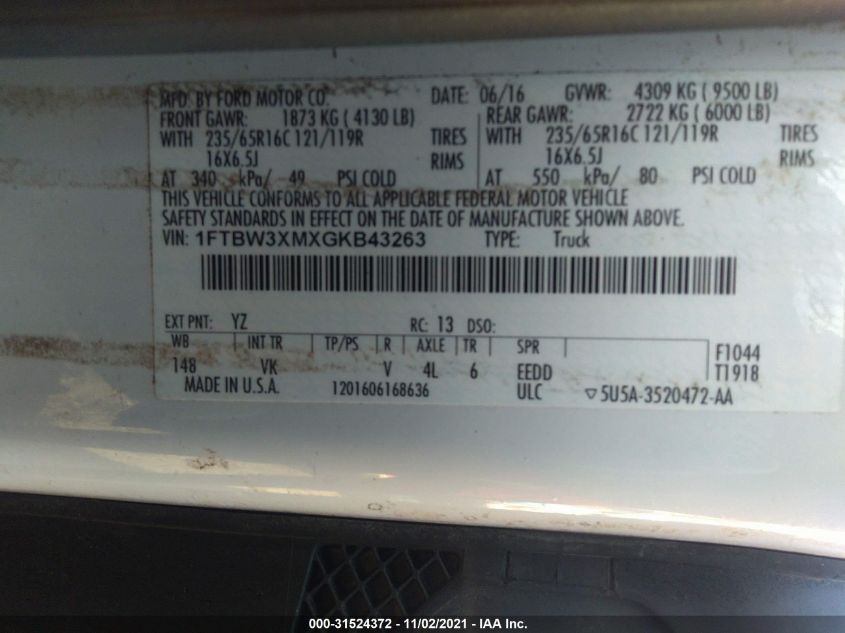 MFD. BY FORD MOTOR CO. DATE: 06/16 GVWR: 4309 KG ( 9500 LB)
FRONT GAWR: 1873 KG ( 4130 LB) REAR GAWR: 2722 KG ( 6000 LB)
WITH 235/65R16C 121/119R TIRES WITH 235/65R16C 121/119R TIRES
16X6.5J RIMS 16X6.5J RIMS
AT 340 kPa/ 49 PSI COLD AT 550 kPa/ 80 PSI COLD
THIS VEHICLE CONFORMS TO ALL APPLICABLE FEDERAL MOTOR VEHICLE
SAFETY STANDARDS IN EFFECT ON THE DATE OF MANUFACTURE SHOWN ABOVE.
VIN: 1FTBW3XMXGKB43263 TYPE: Truck
EXT PNT: YZ RC: 13 DSO:
WB INT TR TP/PS R AXLE TR SPR F1044
148 VK V 4L 6 EEDD T1918
MADE IN U.S.A. 1201606168636 ULC ▽5U5A-3520472-AA
000-31524372 - 11/02/2021 - IAA Inc.